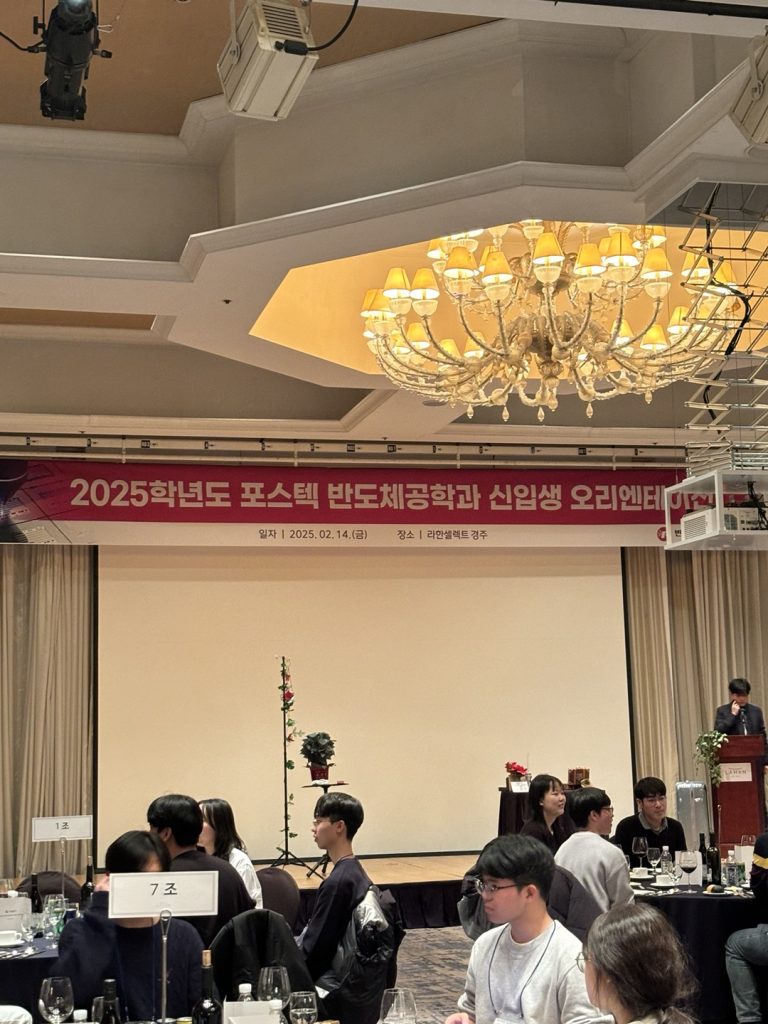 2025학년도 포스텍 반도체공학과 신입생 오리엔테이션
일자 | 2025. 02. 14.(금) 장소 | 라한셀렉트 경주
1 조
7 조
LAHAN